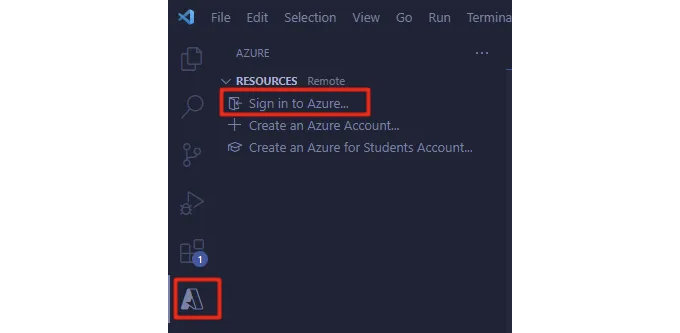 File Edit Selection View Go Run Termina
AZURE
RESOURCES Remote
Sign in to Azure...
Create an Azure Account...
Create an Azure for Students Account...
1